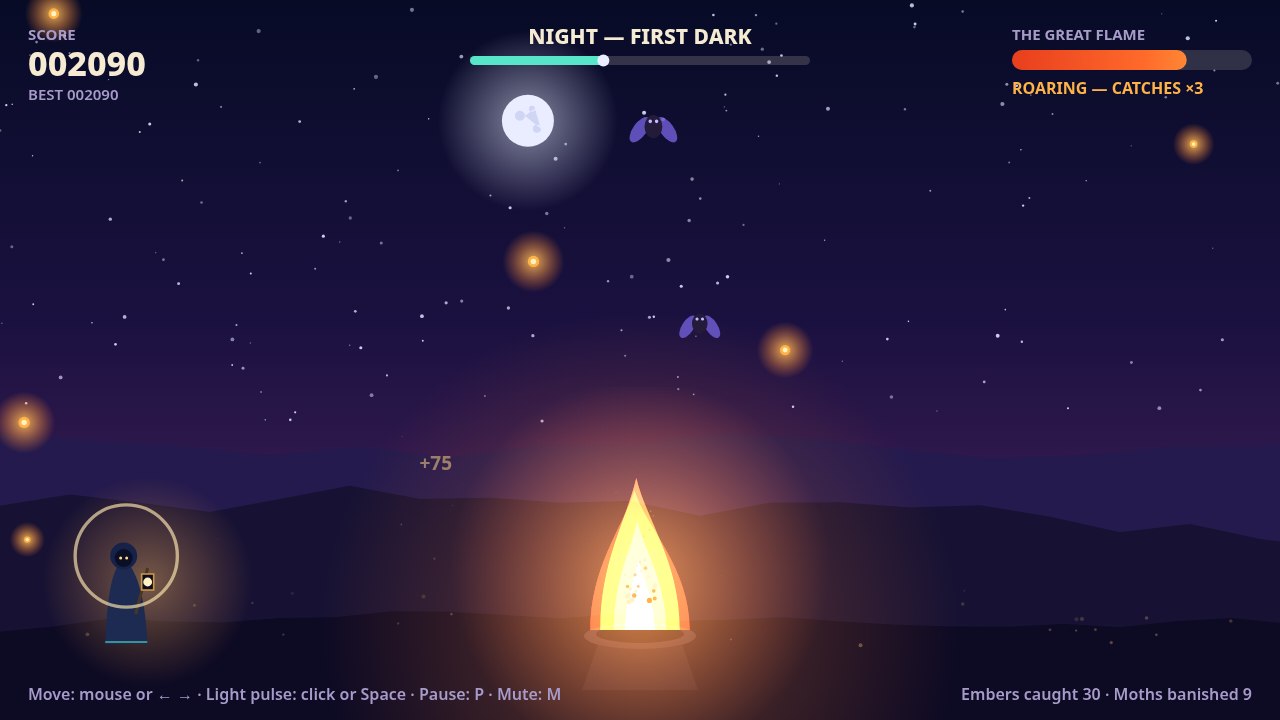 SCORE
002090
BEST 002090
NIGHT — FIRST DARK
THE GREAT FLAME
ROARING — CATCHES ×3
+75
Move: mouse or ← → · Light pulse: click or Space · Pause: P · Mute: M
Embers caught 30 · Moths banished 9